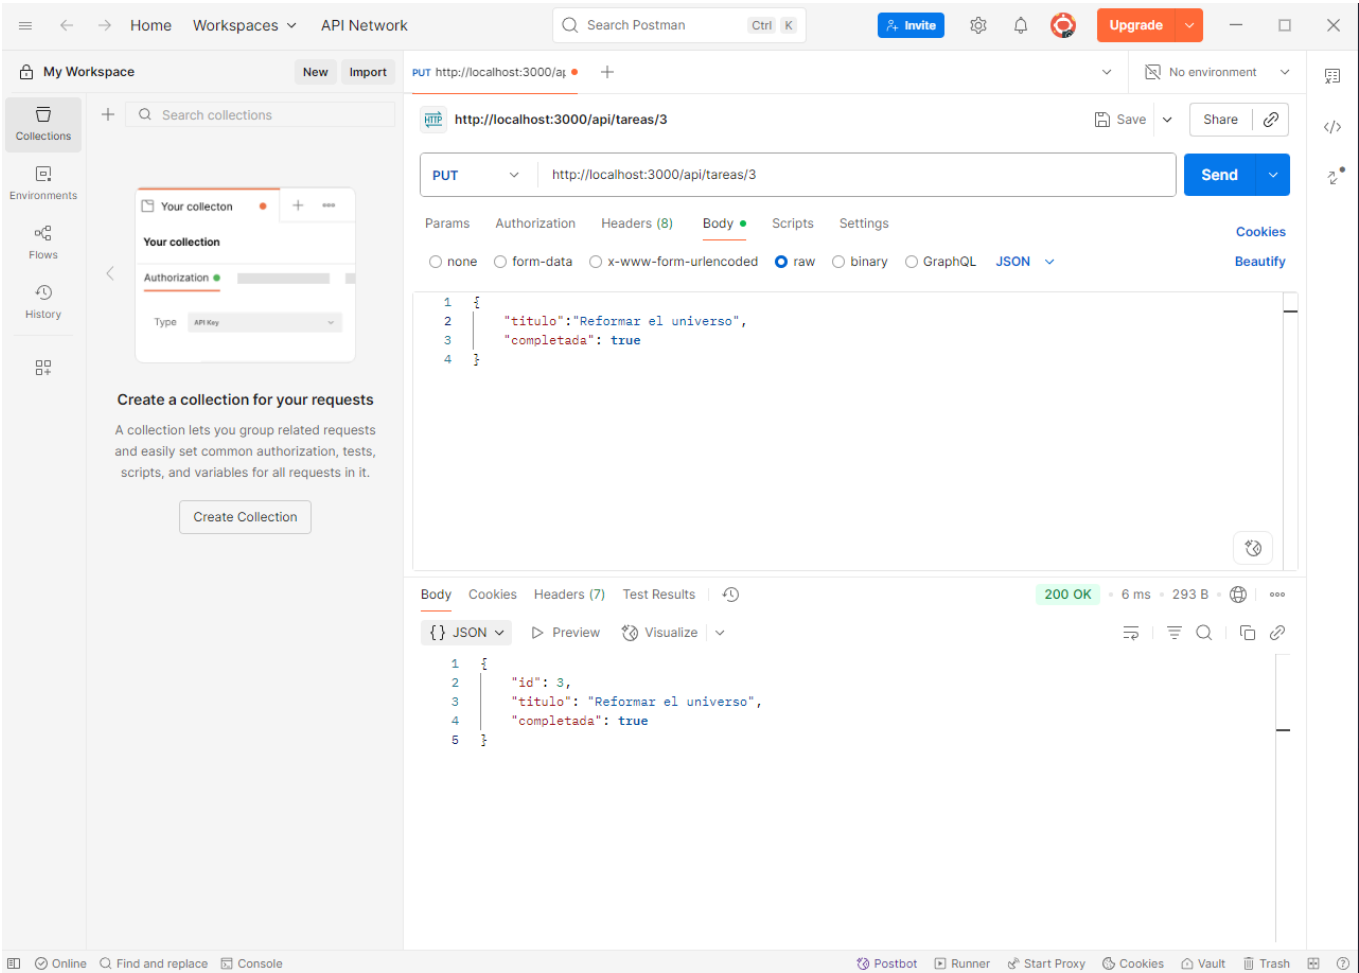 Home Workspaces API Network Search Postman Ctrl K Invite Upgrade
My Workspace New Import PUT http://localhost:3000/ap No environment
Collections
Search collections
HTTP http://localhost:3000/api/tareas/3 Save Share
Environments
PUT http://localhost:3000/api/tareas/3 Send
Your collecton
Your collection
Params Authorization Headers (8) Body Scripts Settings Cookies
Flows
none form-data x-www-form-urlencoded raw binary GraphQL JSON Beautify
Authorization
History
Type API Key
1 {
2 "titulo":"Reformar el universo",
3 "completada": true
4 }
Create a collection for your requests
A collection lets you group related requests
and easily set common authorization, tests,
scripts, and variables for all requests in it.
Create Collection
Body Cookies Headers (7) Test Results 200 OK 6 ms 293 B
{} JSON Preview Visualize
1 {
2 "id": 3,
3 "titulo": "Reformar el universo",
4 "completada": true
5 }
Online Find and replace Console Postbot Runner Start Proxy Cookies Vault Trash